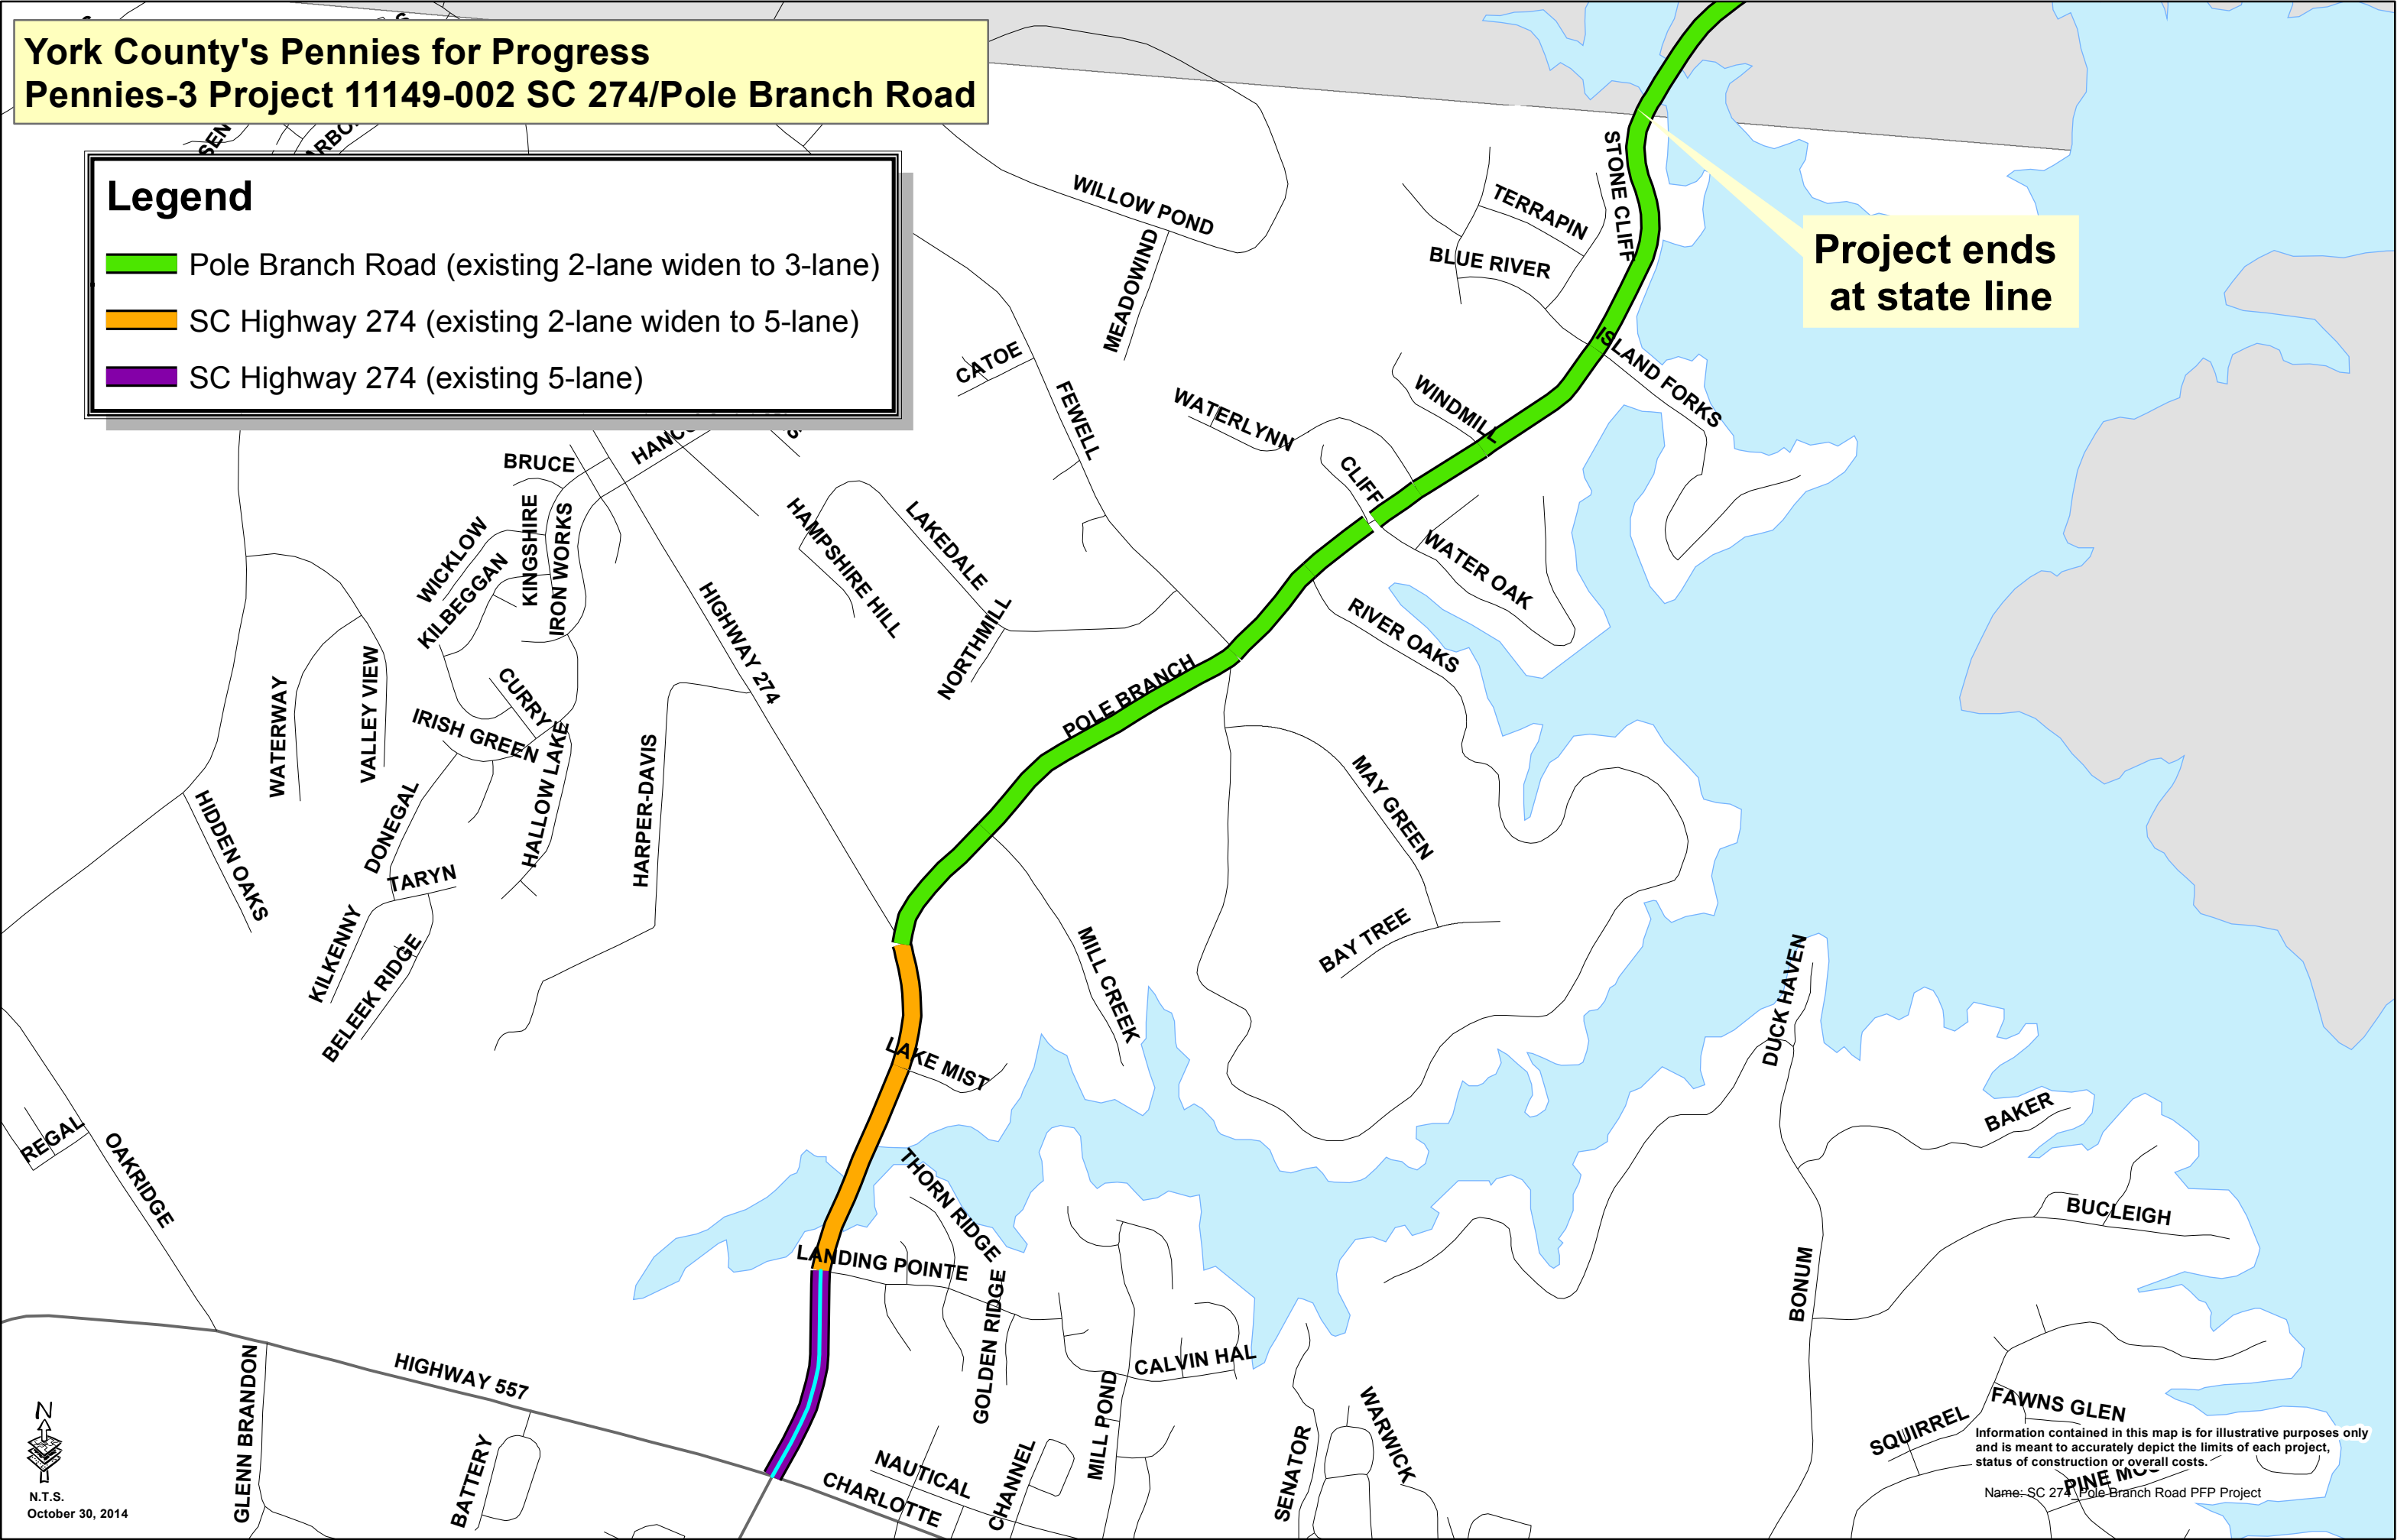 York County's Pennies for Progress
Pennies-3 Project 11149-002 SC 274/Pole Branch Road
Legend
Pole Branch Road (existing 2-lane widen to 3-lane)
SC Highway 274 (existing 2-lane widen to 5-lane)
SC Highway 274 (existing 5-lane)
Project ends
at state line
WILLOW POND
MEADOWIND
TERRAPIN
BLUE RIVER
STONE CLIFF
ISLAND FORKS
CATOE
FEWELL
WATERLYNN
WINDMILL
CLIFF
WATER OAK
RIVER OAKS
BRUCE
WICKLOW
KILBEGGAN
KINGSHIRE
IRON WORKS
HAMPSHIRE HILL
LAKEDALE
NORTHMILL
HIGHWAY 274
POLE BRANCH
WATERWAY
VALLEY VIEW
CURRY
IRISH GREEN
HALLOW LAKE
HARPER-DAVIS
HIDDEN OAKS
DONEGAL
TARYN
KILKENNY
BELEEK RIDGE
MAY GREEN
BAY TREE
MILL CREEK
LAKE MIST
DUCK HAVEN
BAKER
BUCLEIGH
BONUM
REGAL
OAKRIDGE
THORN RIDGE
LANDING POINTE
GOLDEN RIDGE
CALVIN HAL
MILL POND
HIGHWAY 557
GLENN BRANDON
BATTERY
NAUTICAL
CHARLOTTE
CHANNEL
SENATOR
WARWICK
SQUIRREL
FAWNS GLEN
PINE
Information contained in this map is for illustrative purposes only
and is meant to accurately depict the limits of each project,
status of construction or overall costs.
Name: SC 274_Pole Branch Road PFP Project
N
N.T.S.
October 30, 2014